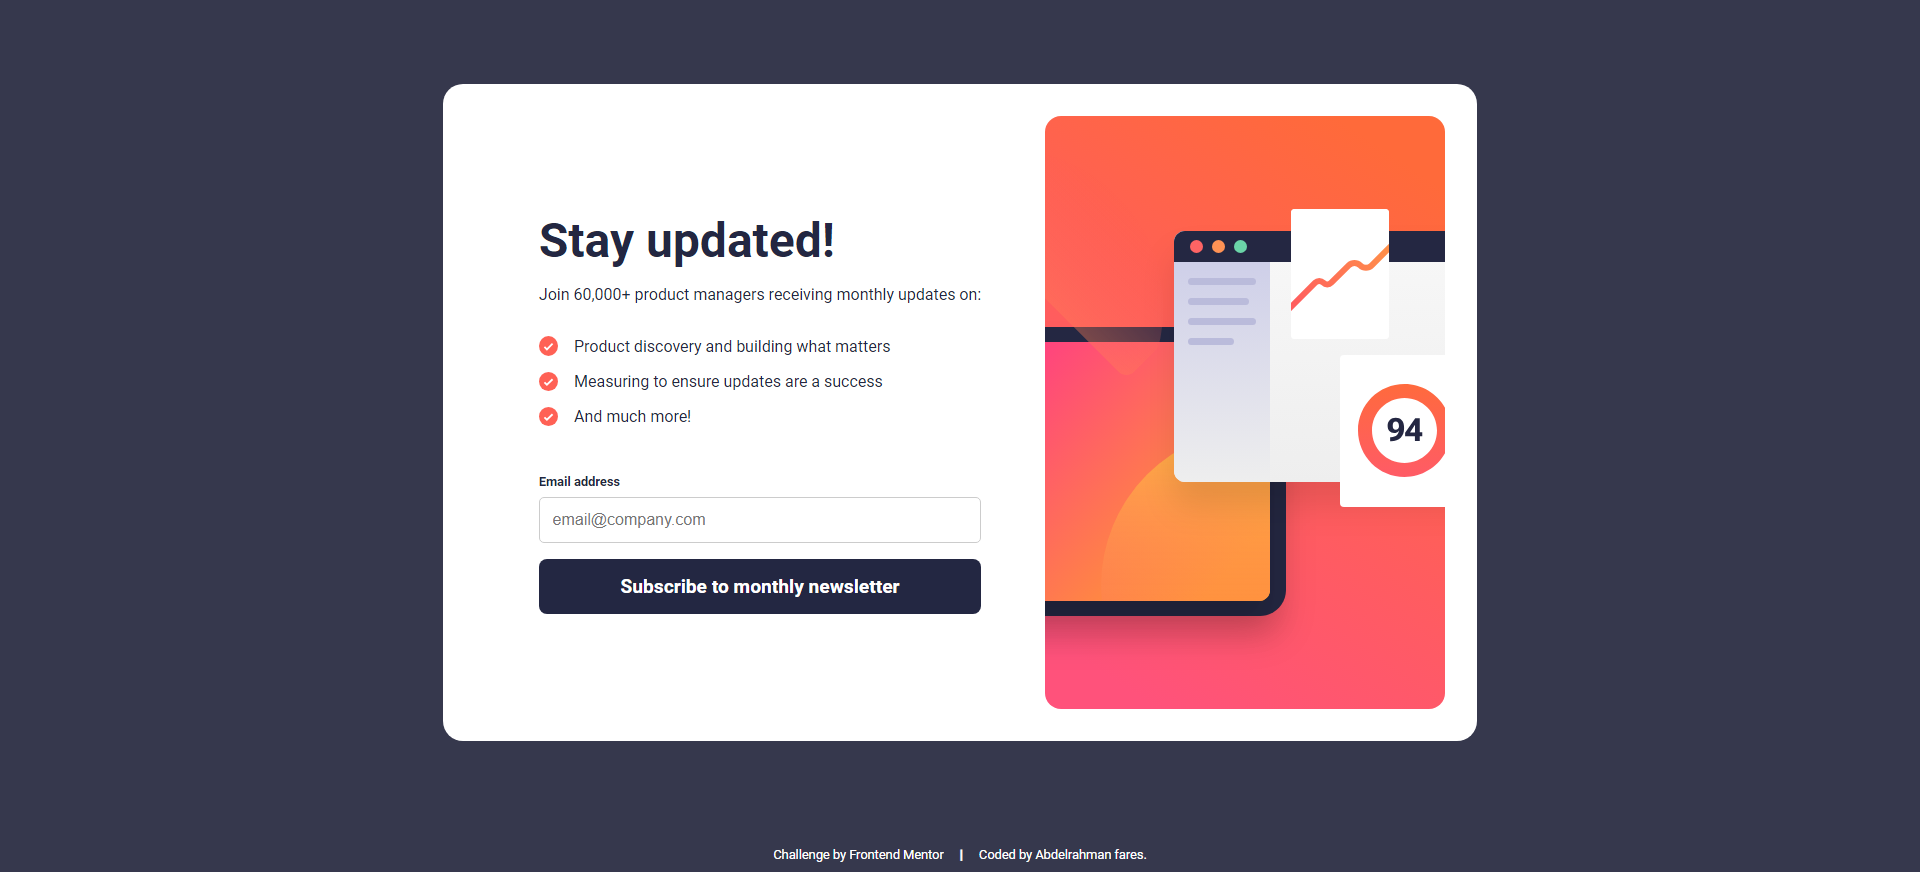 Stay updated!
Join 60,000+ product managers receiving monthly updates on:
Product discovery and building what matters
Measuring to ensure updates are a success
And much more!
Email address
email@company.com
Subscribe to monthly newsletter
94
Challenge by Frontend Mentor | Coded by Abdelrahman fares.